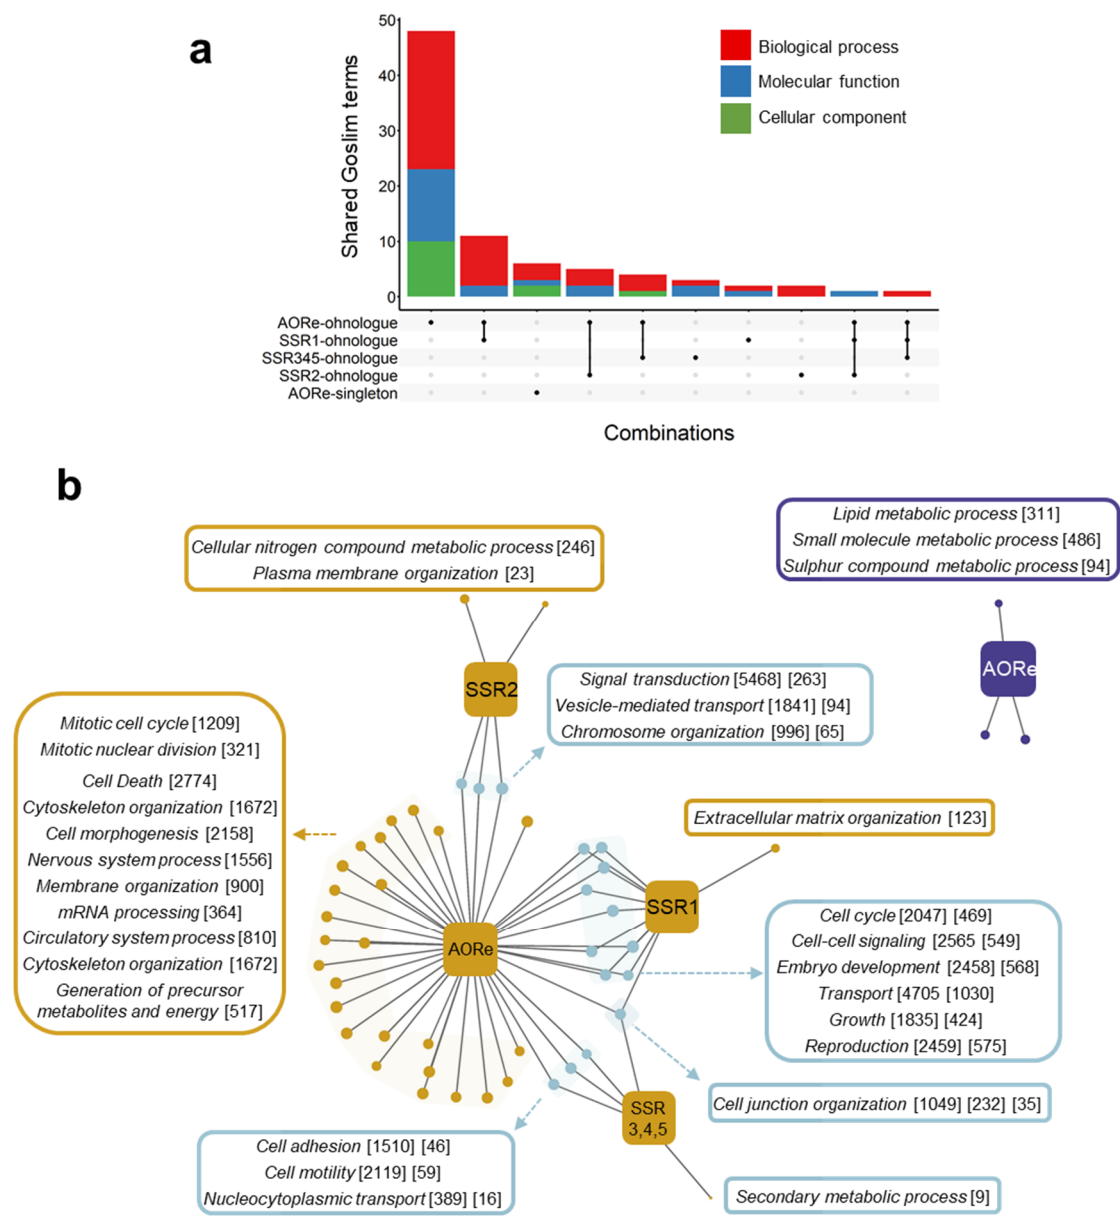 a
50
40
30
20
10
0
Shared Goslim terms
Biological process
Molecular function
Cellular component
AORe-ohnologue
SSR1-ohnologue
SSR345-ohnologue
SSR2-ohnologue
AORe-singleton
Combinations
b
Cellular nitrogen compound metabolic process [246]
Plasma membrane organization [23]
Lipid metabolic process [311]
Small molecule metabolic process [486]
Sulphur compound metabolic process [94]
SSR2
AORe
Signal transduction [5468] [263]
Vesicle-mediated transport [1841] [94]
Chromosome organization [996] [65]
Mitotic cell cycle [1209]
Mitotic nuclear division [321]
Cell Death [2774]
Cytoskeleton organization [1672]
Cell morphogenesis [2158]
Nervous system process [1556]
Membrane organization [900]
mRNA processing [364]
Circulatory system process [810]
Cytoskeleton organization [1672]
Generation of precursor
metabolites and energy [517]
Extracellular matrix organization [123]
SSR1
AORe
Cell cycle [2047] [469]
Cell-cell signaling [2565] [549]
Embryo development [2458] [568]
Transport [4705] [1030]
Growth [1835] [424]
Reproduction [2459] [575]
Cell junction organization [1049] [232] [35]
SSR
3,4,5
Cell adhesion [1510] [46]
Cell motility [2119] [59]
Nucleocytoplasmic transport [389] [16]
Secondary metabolic process [9]